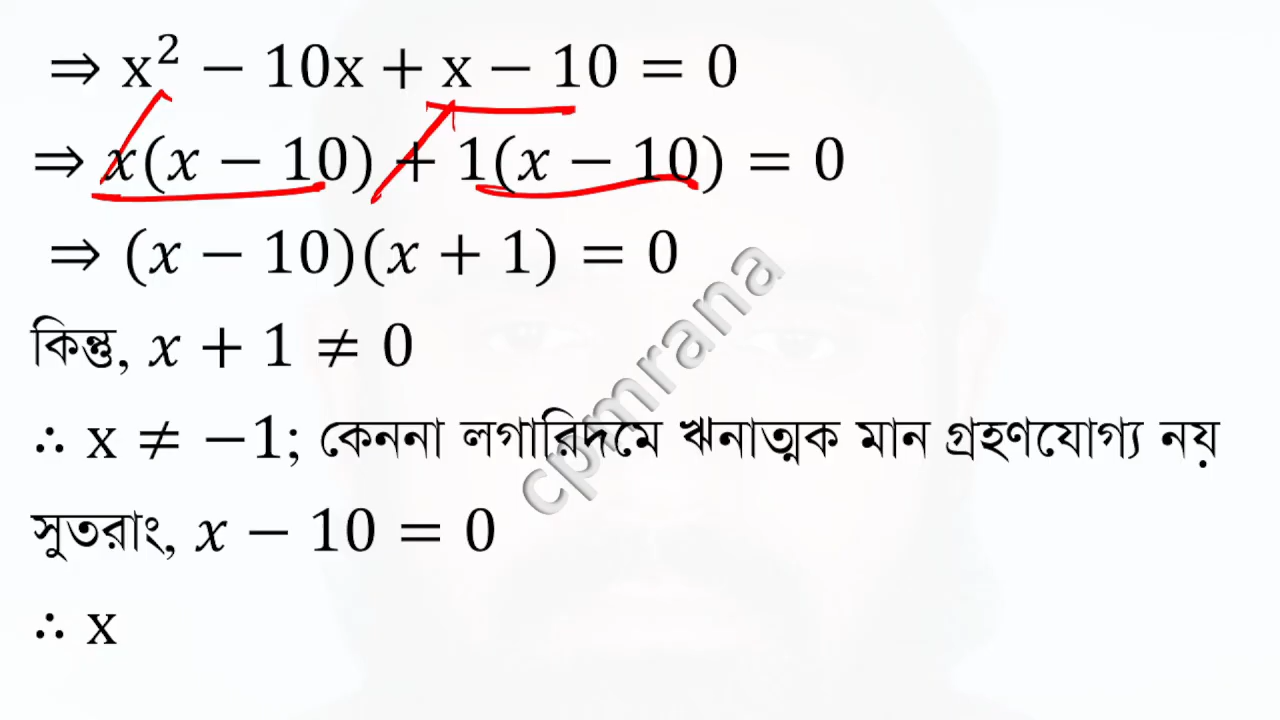 ⇒ x² − 10x + x − 10 = 0
⇒ x(x − 10) + 1(x − 10) = 0
⇒ (x − 10)(x + 1) = 0
কিন্তু, x + 1 ≠ 0
∴ x ≠ −1; কেননা লগারিদমে ঋনাত্মক মান গ্রহণযোগ্য নয়
সুতরাং, x − 10 = 0
∴ x
cpmrana